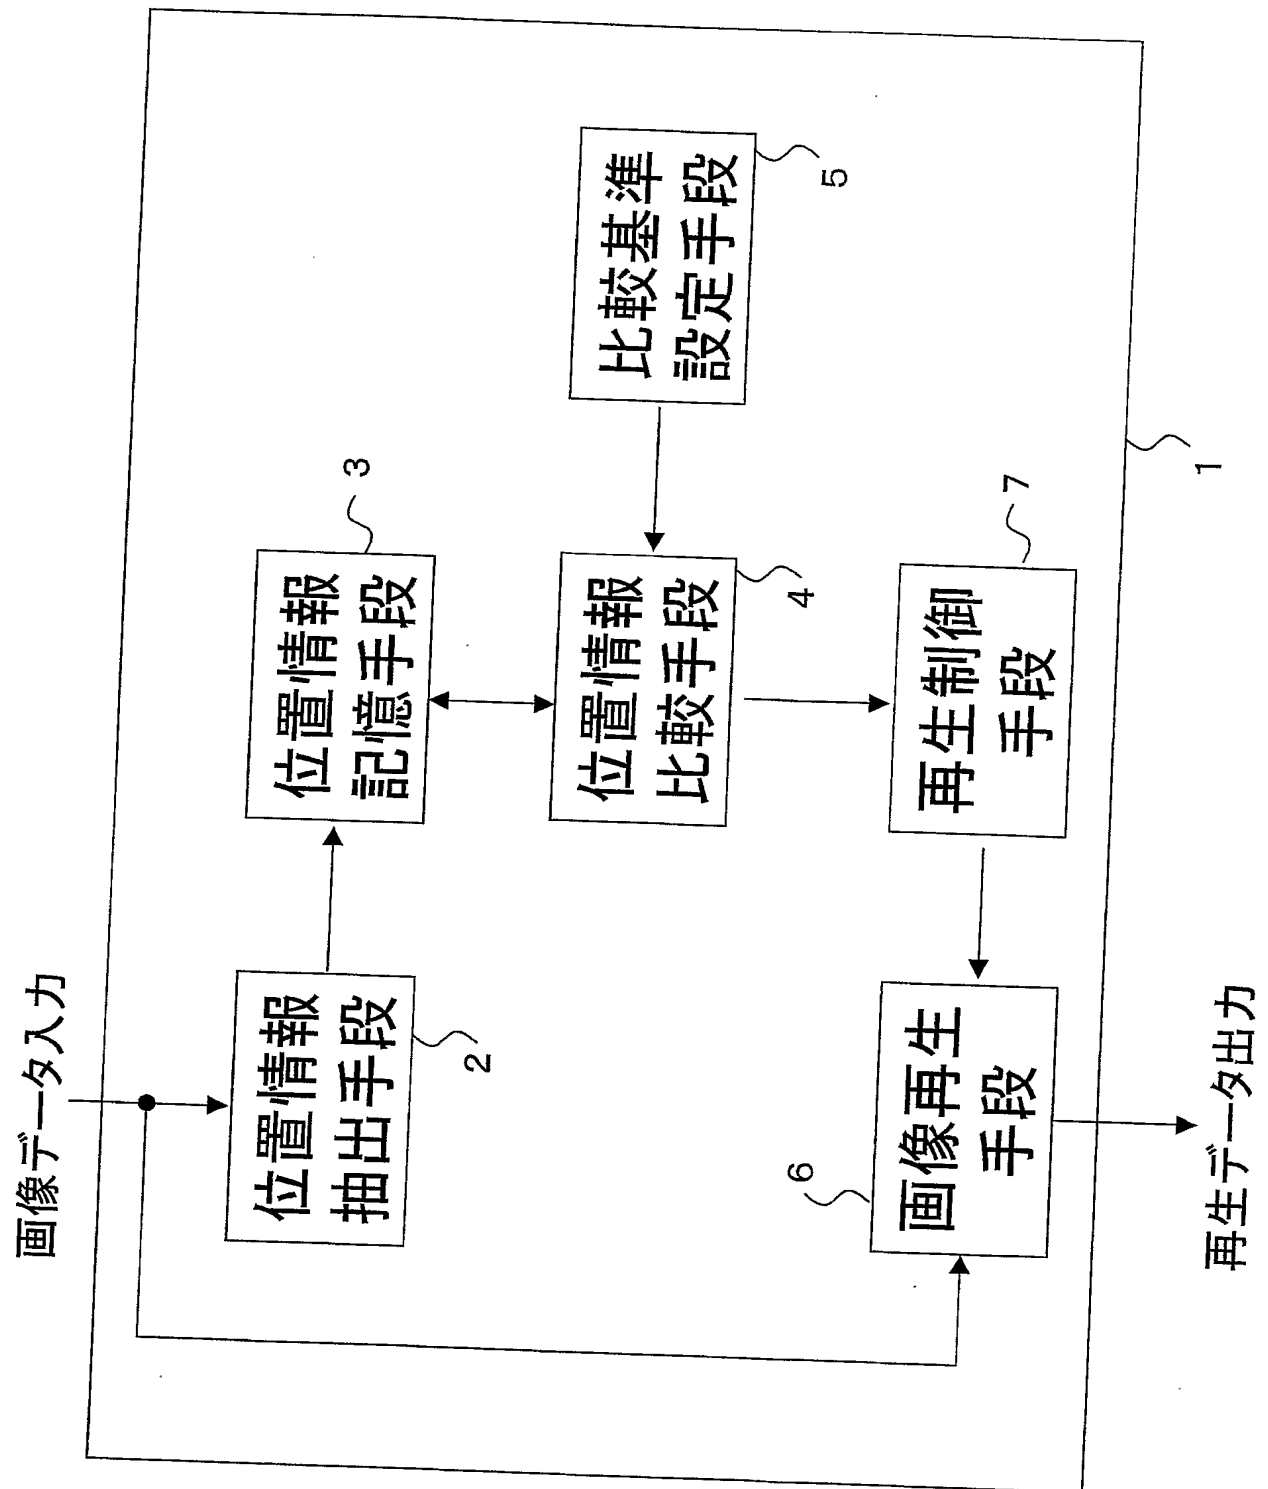 画像データ入力
位置情報
抽出手段
2
位置情報
記憶手段
3
位置情報
比較手段
4
比較基準
設定手段
5
画像再生
手段
6
再生制御
手段
7
1
再生データ出力